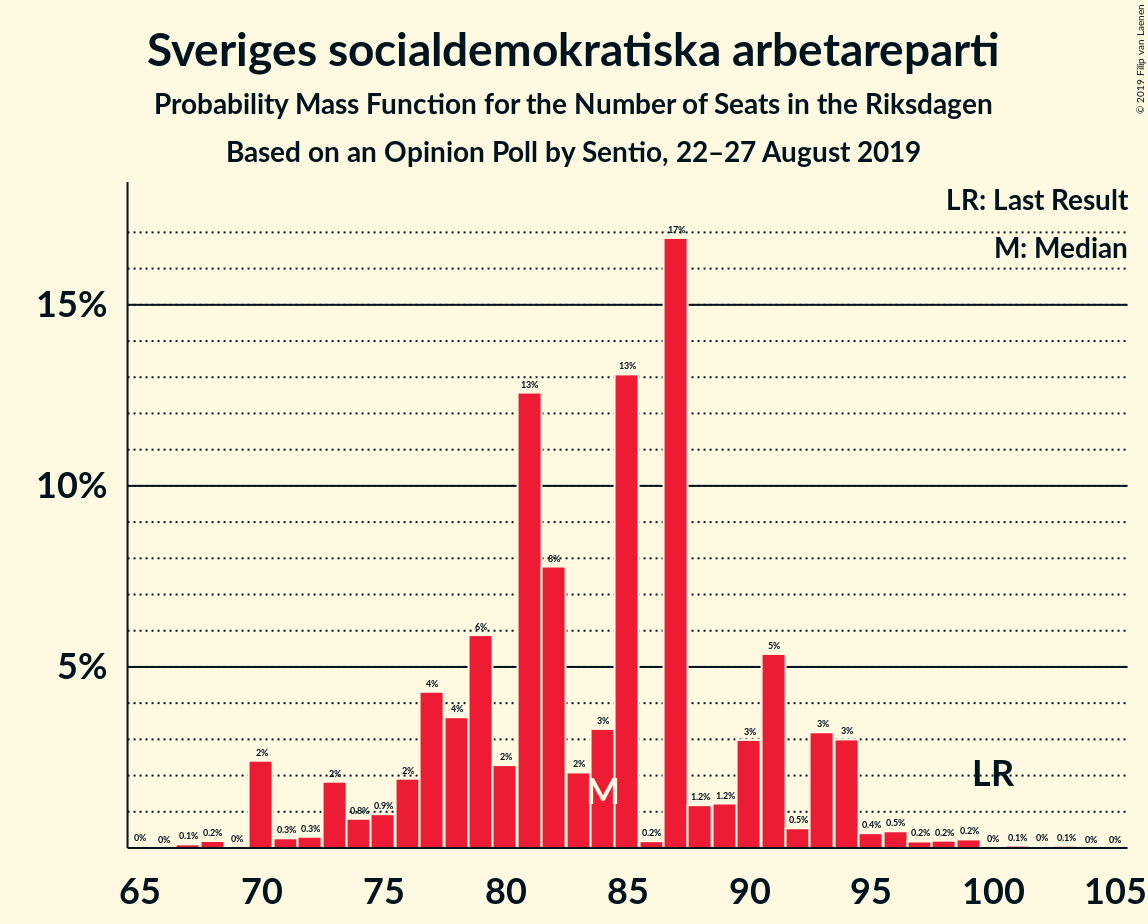 Sveriges socialdemokratiska arbetareparti
Probability Mass Function for the Number of Seats in the Riksdagen
Based on an Opinion Poll by Sentio, 22–27 August 2019
© 2019 Filip van Laenen
LR: Last Result
M: Median
15%
10%
5%
0% 0% 0.1% 0.2% 0% 2% 0.3% 0.3% 2% 0.8% 0.9% 2% 4% 4% 6% 2% 13% 8% 2% 3% 13% 0.2% 17% 1.2% 1.2% 3% 5% 0.5% 3% 3% 0.4% 0.5% 0.2% 0.2% 0.2% 0% 0.1% 0% 0.1% 0% 0%
M
LR
65 70 75 80 85 90 95 100 105